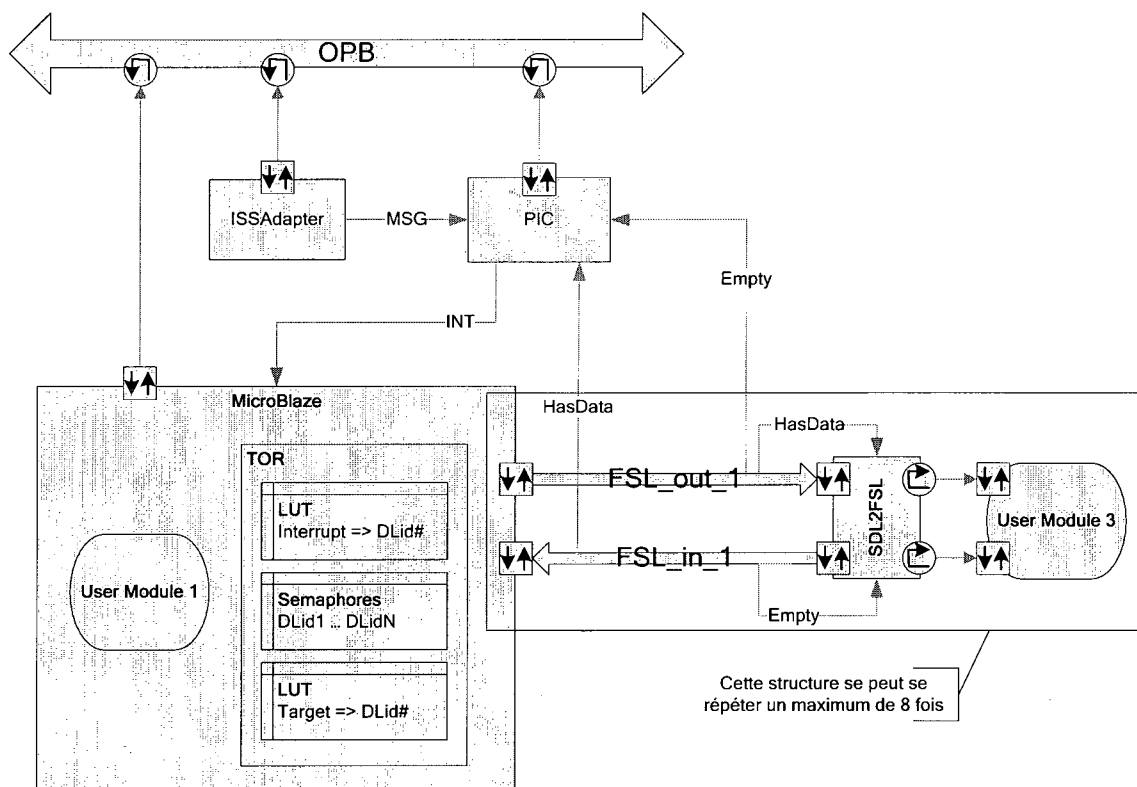 OPB
ISSAdapter
MSG
PIC
Empty
INT
MicroBlaze
HasData
HasData
TOR
LUT
Interrupt => DLid#
FSL_out_1
SDL2FSL
User Module 3
FSL_in_1
User Module 1
Semaphores
DLid1 ... DLidN
Empty
LUT
Target => DLid#
Cette structure se peut se
répéter un maximum de 8 fois